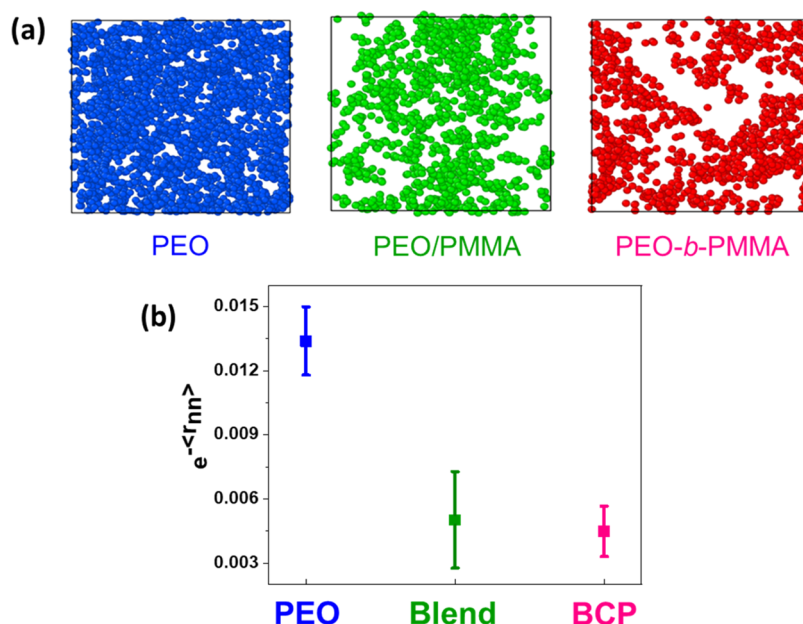 (a)
PEO PEO/PMMA PEO-b-PMMA
(b)
0.015
0.012
0.009
0.006
0.003
e-<rnn>
PEO Blend BCP